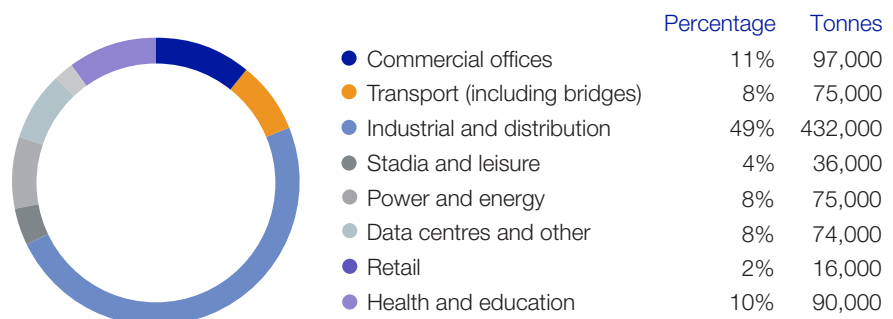 Percentage Tonnes
Commercial offices 11% 97,000
Transport (including bridges) 8% 75,000
Industrial and distribution 49% 432,000
Stadia and leisure 4% 36,000
Power and energy 8% 75,000
Data centres and other 8% 74,000
Retail 2% 16,000
Health and education 10% 90,000